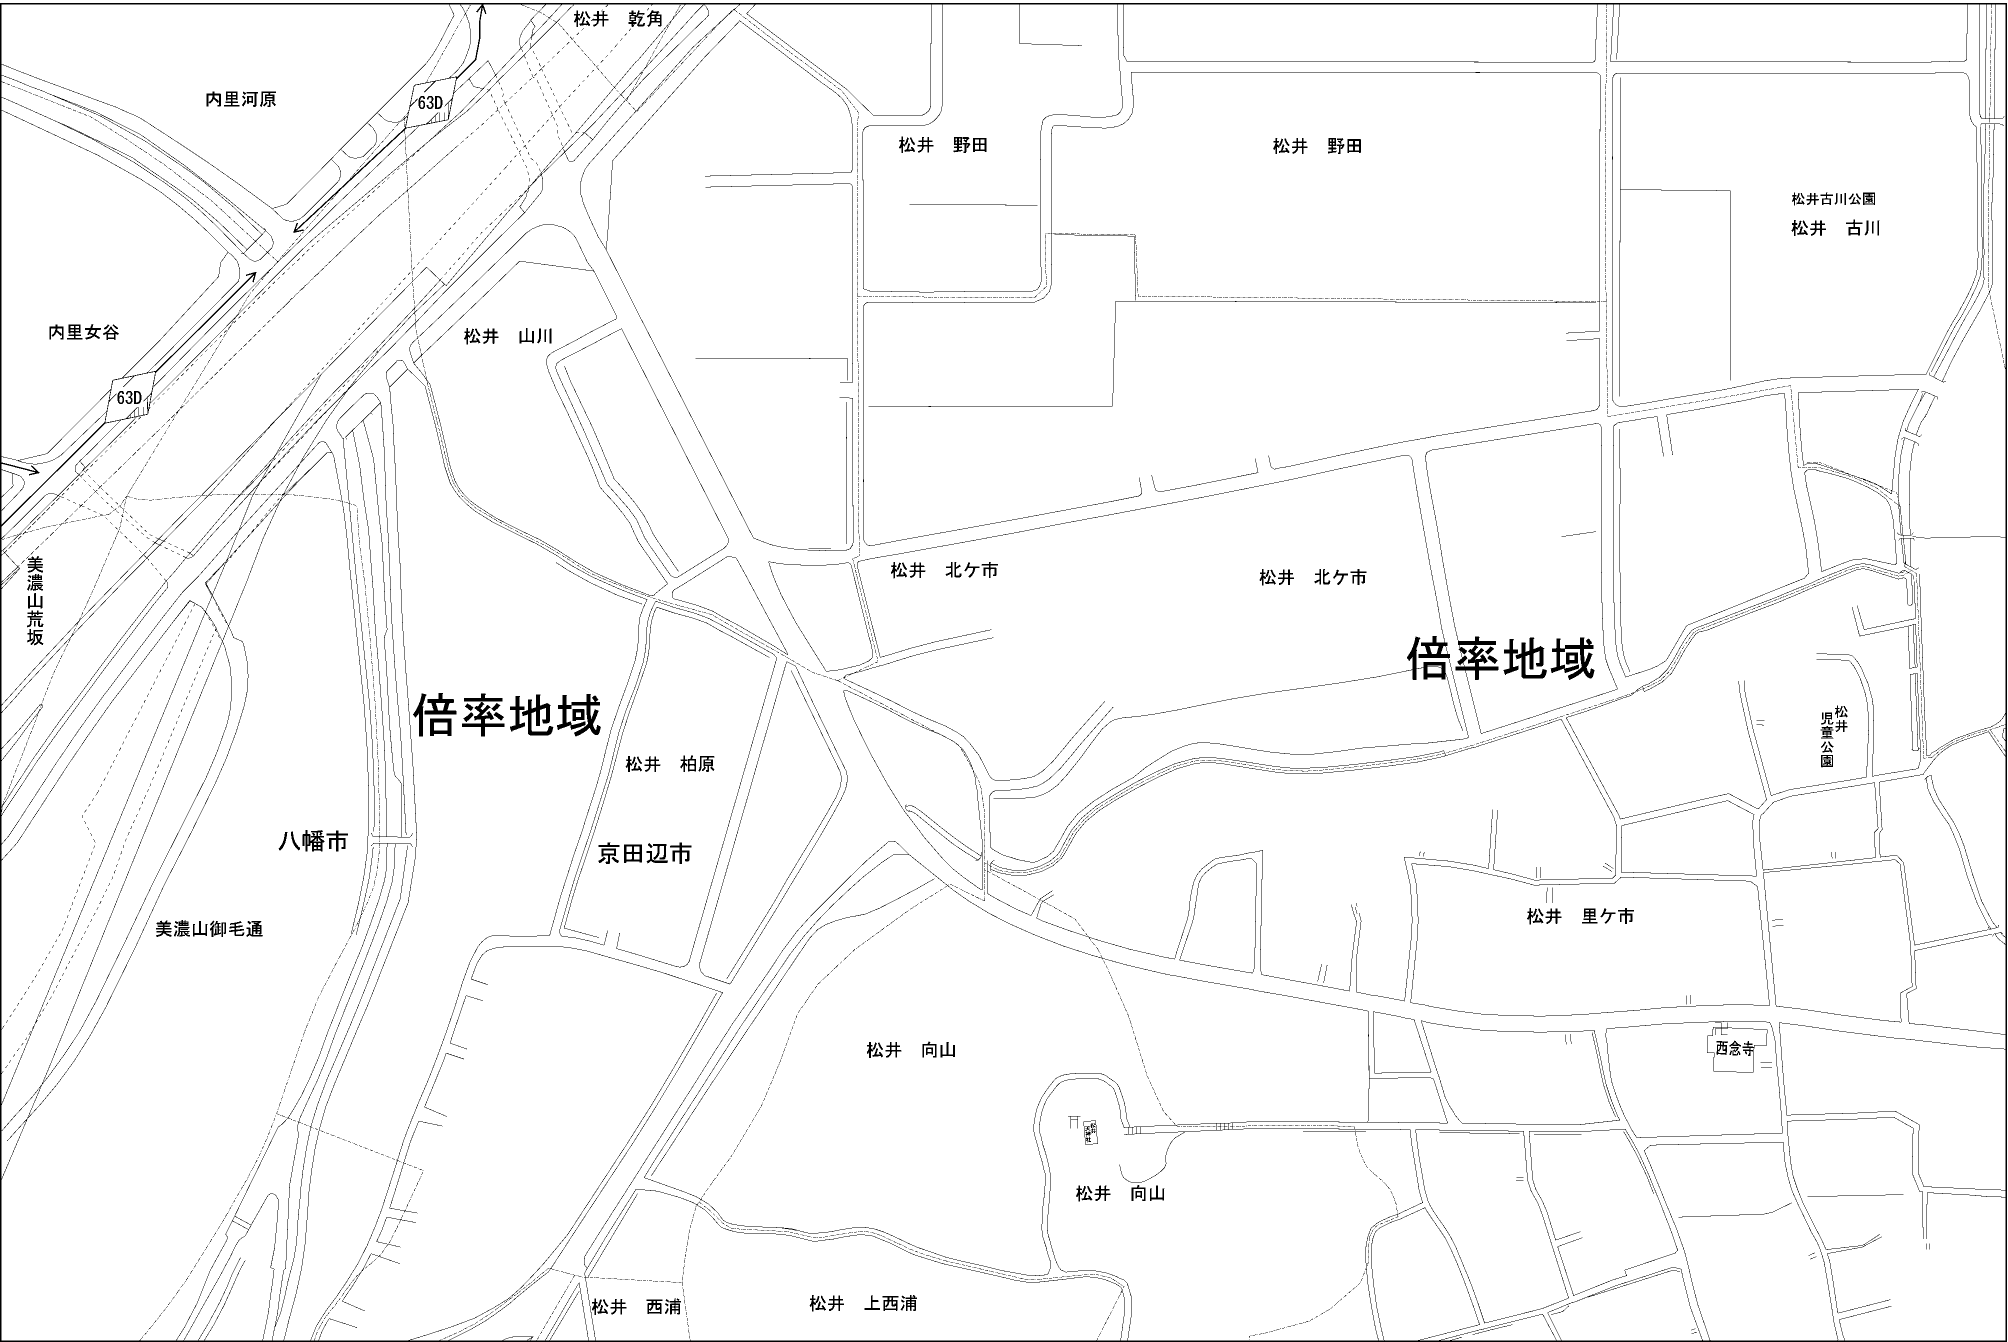 松井　乾角
内里河原
63D
松井　野田
松井　野田
松井古川公園
松井　古川
内里女谷
松井　山川
63D
美濃山荒坂
松井　北ケ市
松井　北ケ市
倍率地域
倍率地域
松井
児童公園
松井　柏原
八幡市
京田辺市
美濃山御毛通
松井　里ケ市
松井　向山
西念寺
松井
天神社
松井　向山
松井　西浦
松井　上西浦